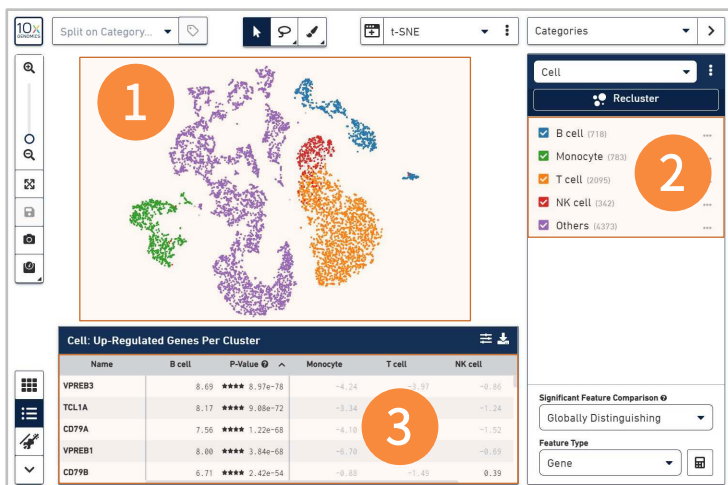 10X
GENOMICS
Split on Category...
t-SNE
Categories
1
Cell
Recluster
B cell (718)
Monocyte (783)
T cell (2095)
NK cell (342)
Others (4373)
2
Cell: Up-Regulated Genes Per Cluster
Name B cell P-Value Monocyte T cell NK cell
VPREB3 8.69 ★★★★ 8.97e-78 -4.24 -3.97 -0.86
TCL1A 8.17 ★★★★ 9.08e-72 -3.34 -1.24
CD79A 7.56 ★★★★ 1.22e-68 -4.10 -1.52
VPREB1 8.00 ★★★★ 3.84e-68 -6.70 -0.69
CD79B 6.71 ★★★★ 2.42e-54 -0.88 -1.49 0.39
3
Significant Feature Comparison
Globally Distinguishing
Feature Type
Gene